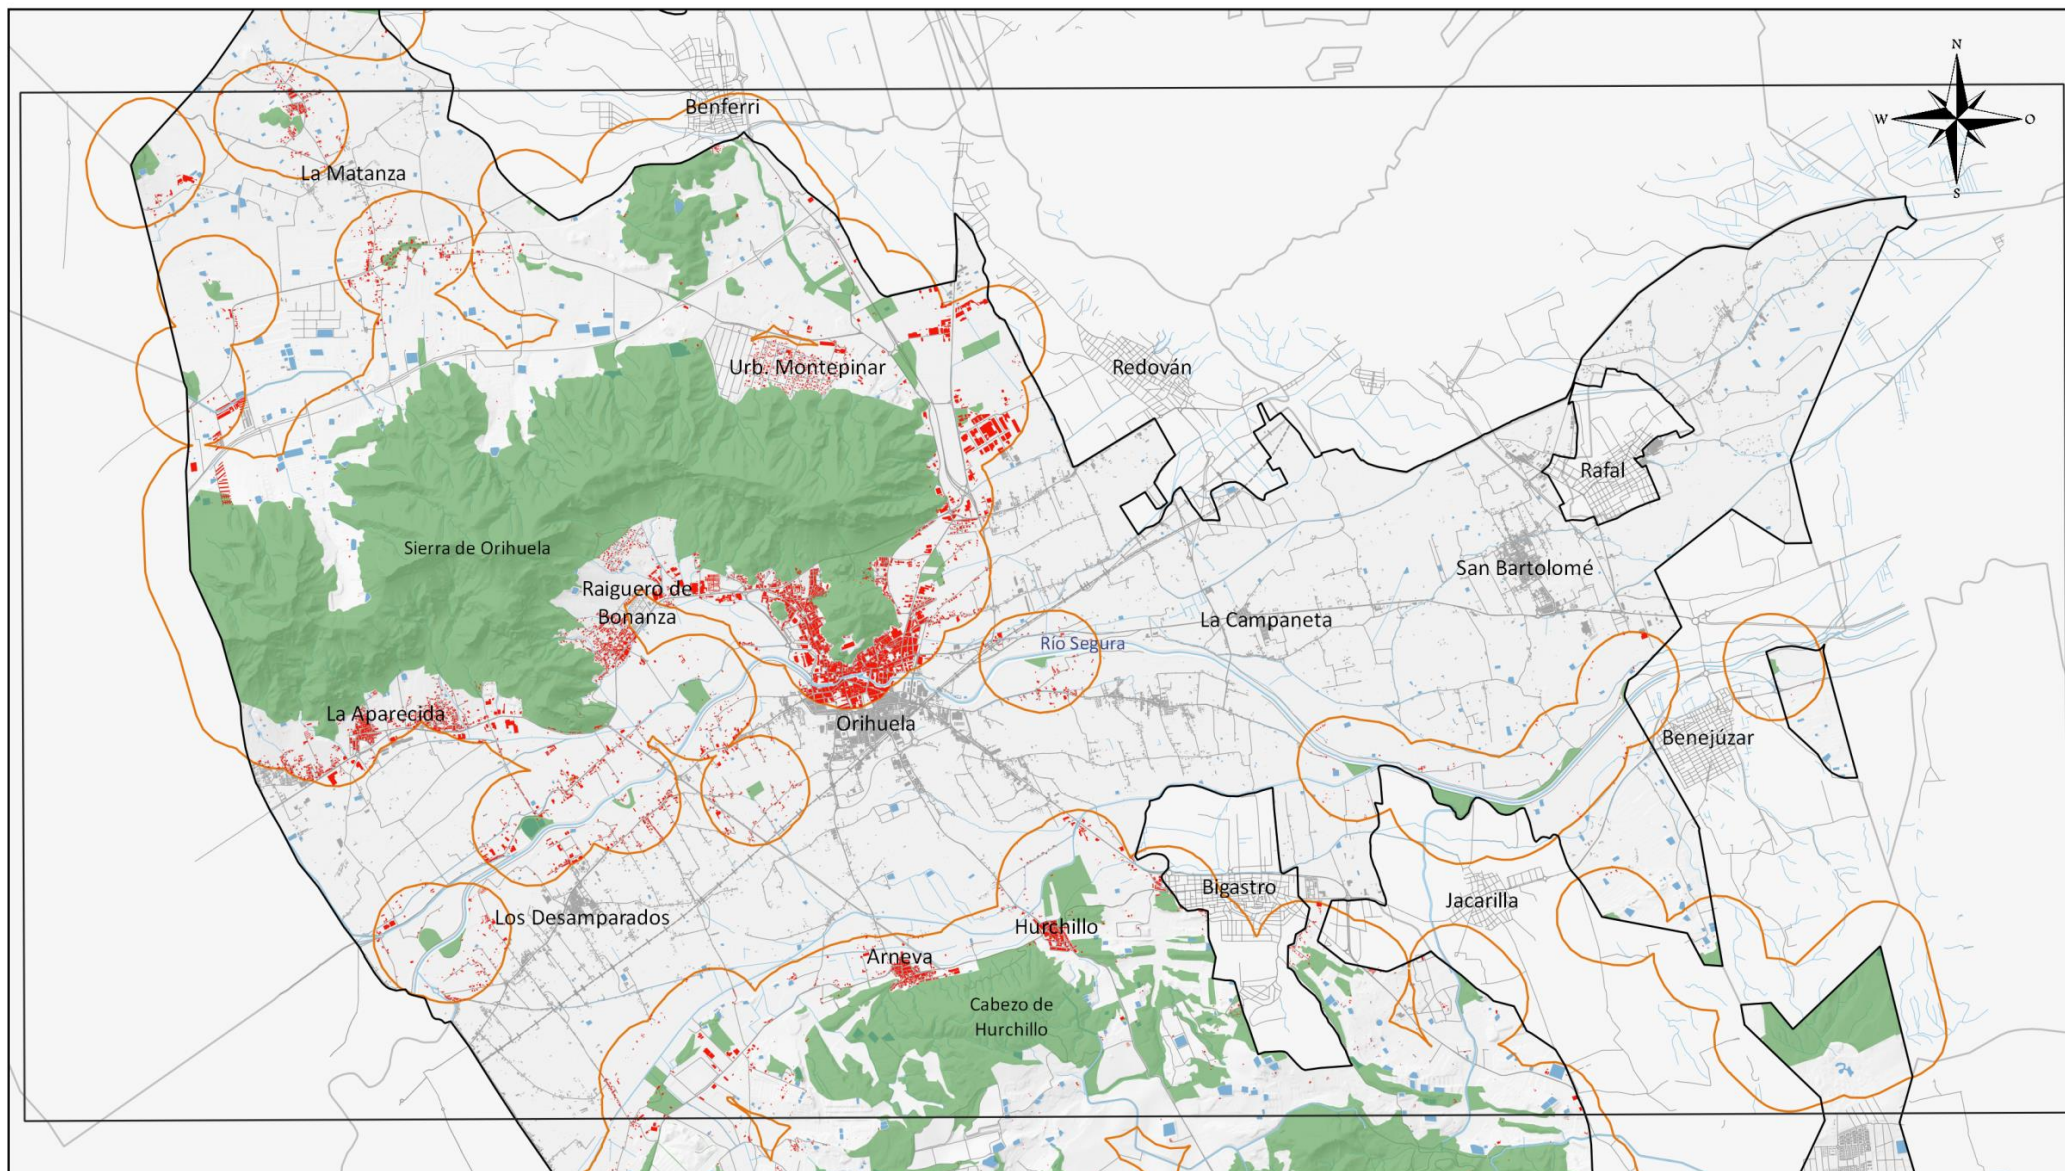 N
W
O
S
Benferri
La Matanza
Urb. Montepinar
Redován
Rafal
Sierra de Orihuela
San Bartolomé
Raiguero de
Bonanza
La Campaneta
Río Segura
La Aparecida
Orihuela
Benejúzar
Bigastro
Jacarilla
Los Desamparados
Hurchillo
Arneva
Cabezo de
Hurchillo